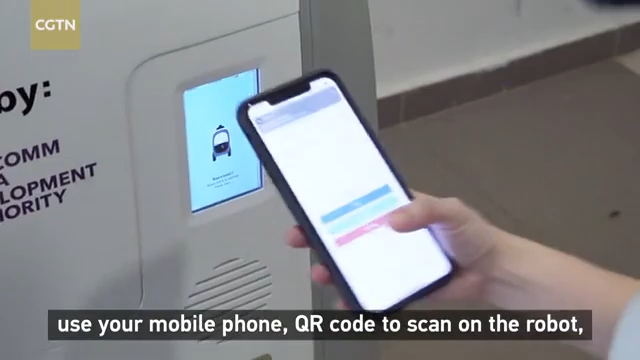 CGTN
by:
COMM
A
LOPMENT
ORITY
use your mobile phone, QR code to scan on the robot,